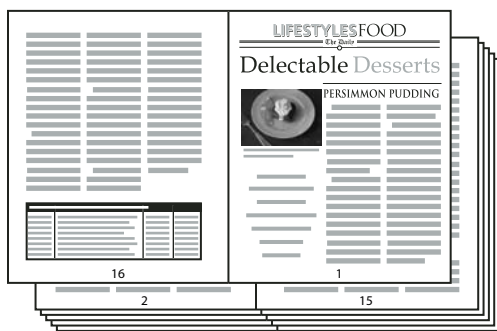 LIFESTYLESFOOD
The Daily
Delectable Desserts
PERSIMMON PUDDING
16
1
2
15